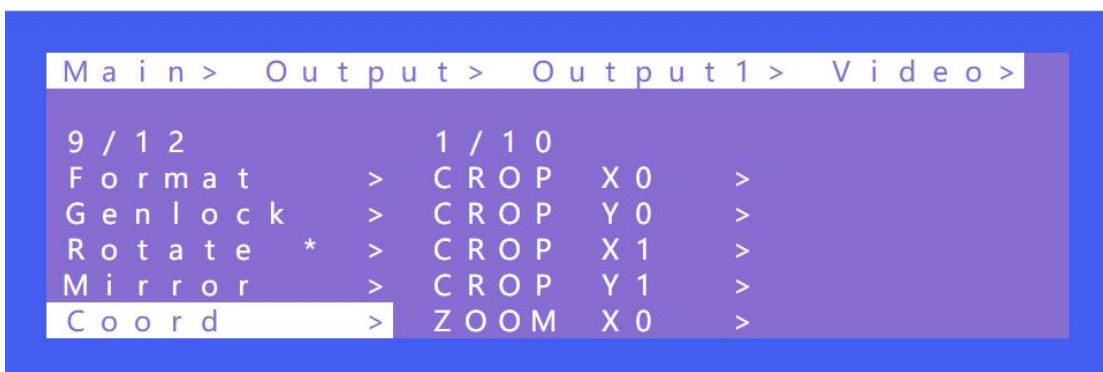 Main> Output> Output1> Video>
9/12 1/10
Format > CROP X0 >
Genlock > CROP Y0 >
Rotate * > CROP X1 >
Mirror > CROP Y1 >
Coord > ZOOM X0 >